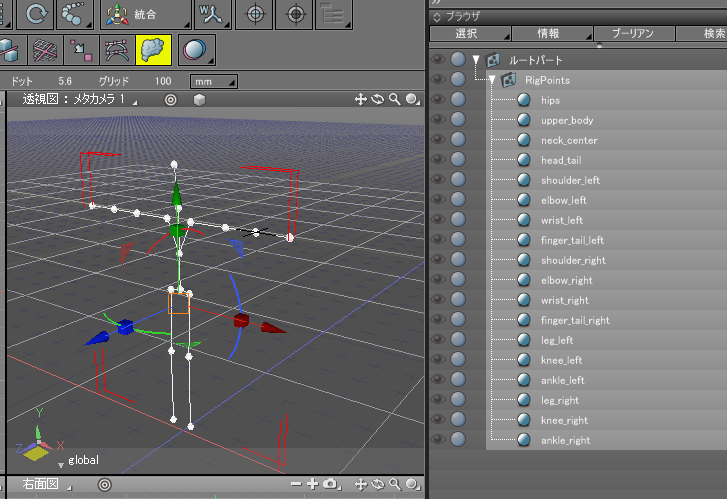 統合
ドット 5.6 グリッド 100 mm
透視図 : メタカメラ 1
Y
Z X
global
右面図
ブラウザ
選択 情報 ブーリアン 検索
ルートパート
RigPoints
hips
upper_body
neck_center
head_tail
shoulder_left
elbow_left
wrist_left
finger_tail_left
shoulder_right
elbow_right
wrist_right
finger_tail_right
leg_left
knee_left
ankle_left
leg_right
knee_right
ankle_right